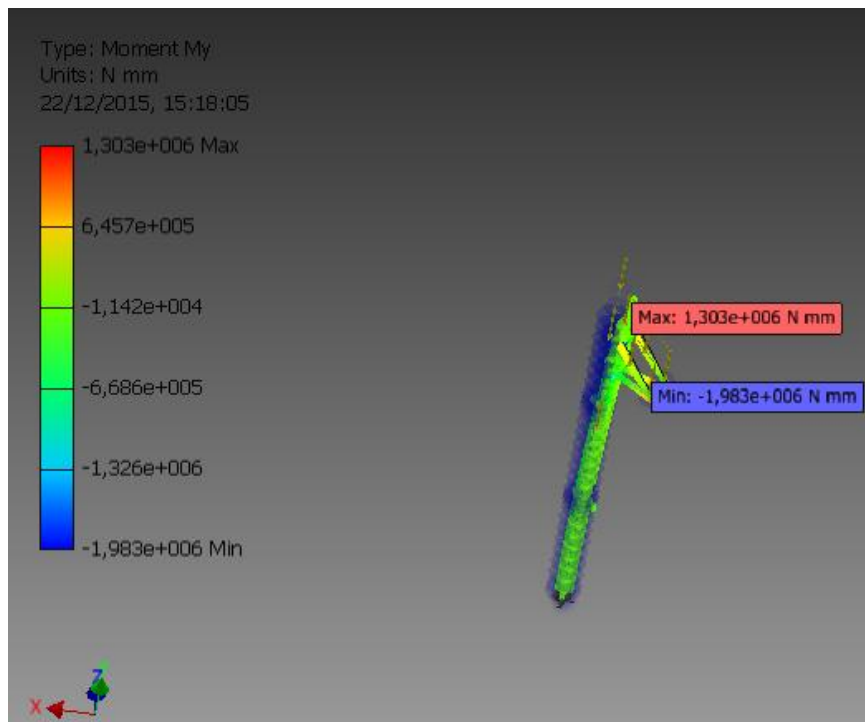 Type: Moment My
Units: N mm
22/12/2015, 15:18:05
1,303e+006 Max
6,457e+005
-1,142e+004
-6,686e+005
-1,326e+006
-1,983e+006 Min
Max: 1,303e+006 N mm
Min: -1,983e+006 N mm
Z
X